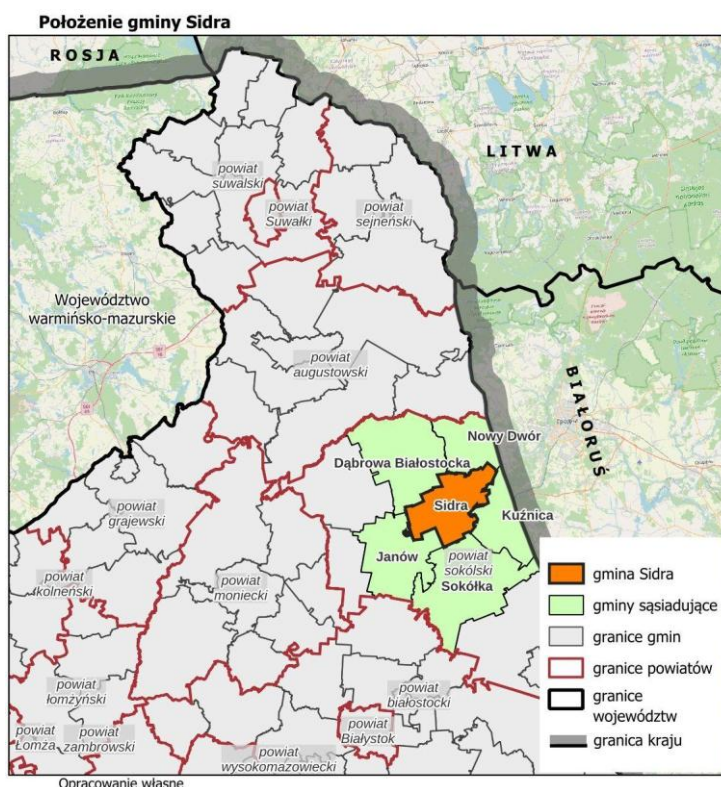 Położenie gminy Sidra
ROSJA
LITWA
powiat
suwalski
powiat
Suwałki
powiat
sejneński
Województwo
warmińsko-mazurskie
powiat
augustowski
BIAŁORUŚ
Nowy Dwór
Dąbrowa Białostocka
Sidra
Kuźnica
powiat
grajewski
Janów
powiat
sokólski
Sokółka
powiat
kolneński
powiat
moniecki
powiat
łomżyński
powiat
białostocki
powiat
Łomża
powiat
zambrowski
powiat
Białystok
powiat
wysokomazowiecki
gmina Sidra
gminy sąsiadujące
granice gmin
granice powiatów
granice
województw
granica kraju
Opracowanie własne